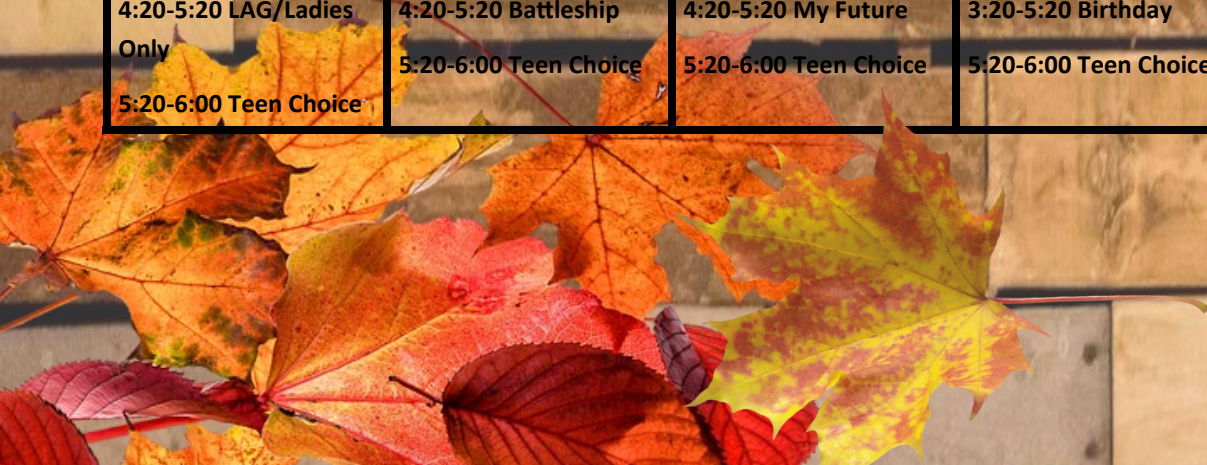 4:20-5:20 LAG/Ladies
Only
5:20-6:00 Teen Choice
4:20-5:20 Battleship
5:20-6:00 Teen Choice
4:20-5:20 My Future
5:20-6:00 Teen Choice
3:20-5:20 Birthday
5:20-6:00 Teen Choice